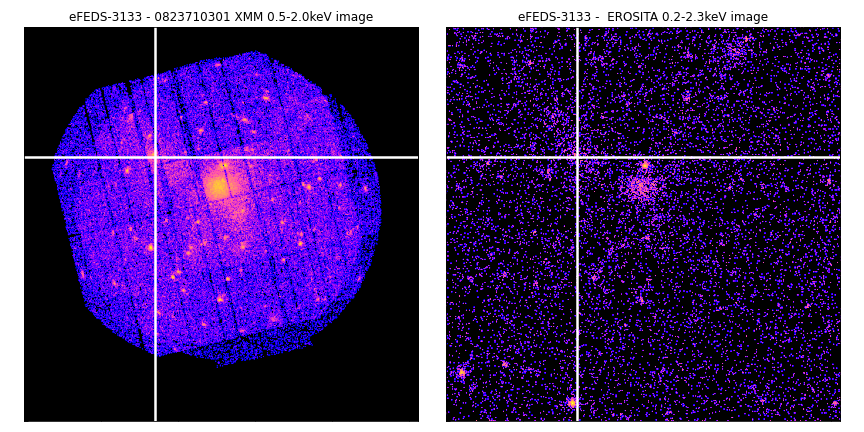 eFEDS-3133 - 0823710301 XMM 0.5-2.0keV image
eFEDS-3133 -  EROSITA 0.2-2.3keV image